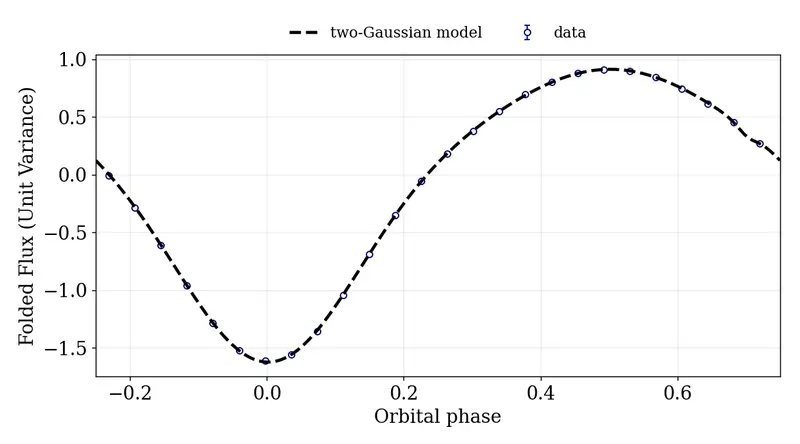 two-Gaussian model
data
Folded Flux (Unit Variance)
1.0
0.5
0.0
−0.5
−1.0
−1.5
−0.2
0.0
0.2
0.4
0.6
Orbital phase